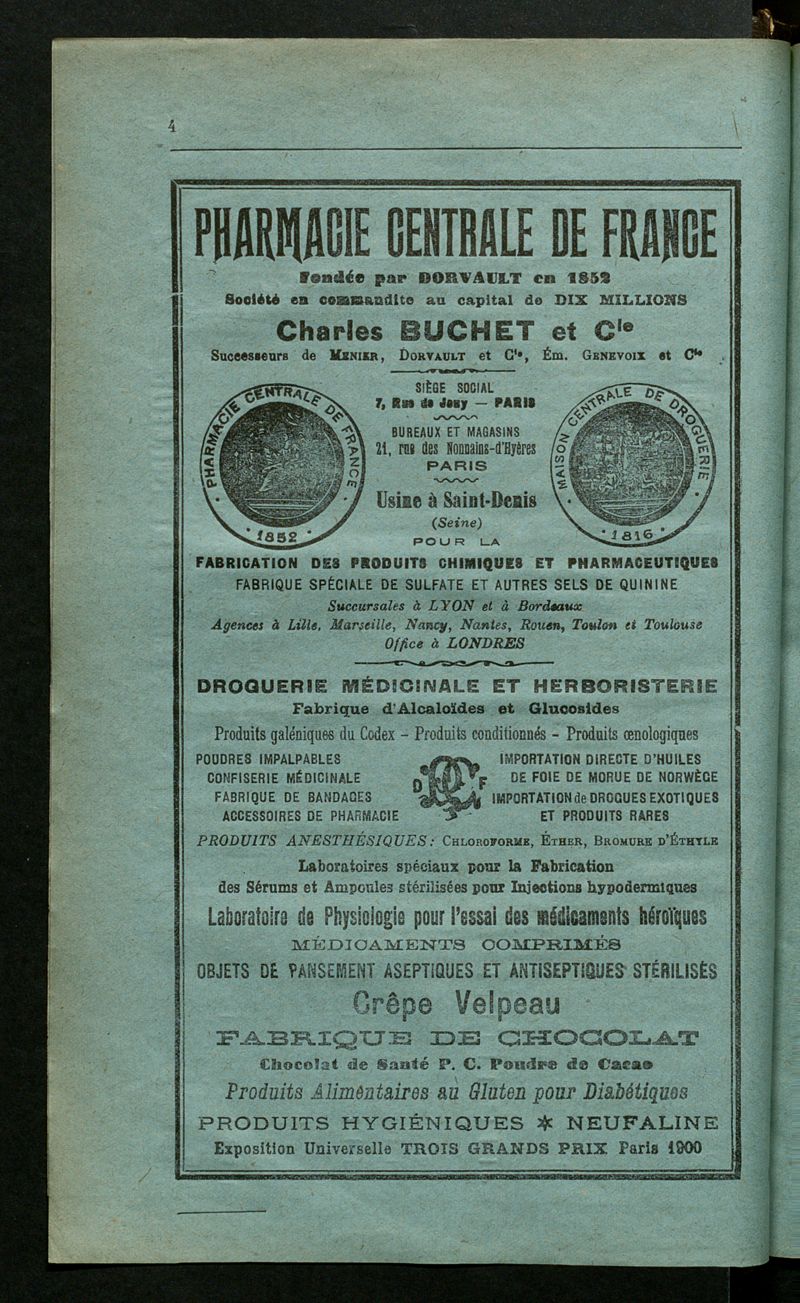 4
PHARMACIE CENTRALE DE FRANCE
Fondée par DORVAULT en 1852
Société en commandite au capital de DIX MILLIONS
Charles BUCHET et Cie
Successeurs de MENIER, DORVAULT et Cie, Ém. GENEVOIX et Cie
PHARMACIE CENTRALE DE FRANCE
1852
SIÈGE SOCIAL
7, Rue de Jouy — PARIS
BUREAUX ET MAGASINS
21, rue des Nonnains-d'Hyères
PARIS
Usine à Saint-Denis
(Seine)
POUR LA
MAISON CENTRALE DE DROGUERIE
1816
FABRICATION DES PRODUITS CHIMIQUES ET PHARMACEUTIQUES
FABRIQUE SPÉCIALE DE SULFATE ET AUTRES SELS DE QUININE
Succursales à LYON et à Bordeaux
Agences à Lille, Marseille, Nancy, Nantes, Rouen, Toulon et Toulouse
Office à LONDRES
DROGUERIE MÉDICINALE ET HERBORISTERIE
Fabrique d'Alcaloïdes et Glucosides
Produits galéniques du Codex - Produits conditionnés - Produits œnologiques
POUDRES IMPALPABLES
CONFISERIE MÉDICINALE
FABRIQUE DE BANDAGES
ACCESSOIRES DE PHARMACIE
IMPORTATION DIRECTE D'HUILES
DE FOIE DE MORUE DE NORWÈGE
IMPORTATION de DROGUES EXOTIQUES
ET PRODUITS RARES
PRODUITS ANESTHÉSIQUES: CHLOROFORME, ÉTHER, BROMURE D'ÉTHYLE
Laboratoires spéciaux pour la Fabrication
des Sérums et Ampoules stérilisées pour Injections hypodermiques
Laboratoire de Physiologie pour l'essai des médicaments héroïques
MÉDICAMENTS COMPRIMÉS
OBJETS DE PANSEMENT ASEPTIQUES ET ANTISEPTIQUES STÉRILISÉS
Crêpe Velpeau
FABRIQUE DE CHOCOLAT
Chocolat de Santé P. C. Poudre de Cacao
Produits Alimentaires au Gluten pour Diabétiques
PRODUITS HYGIÉNIQUES * NEUFALINE
Exposition Universelle TROIS GRANDS PRIX Paris 1900